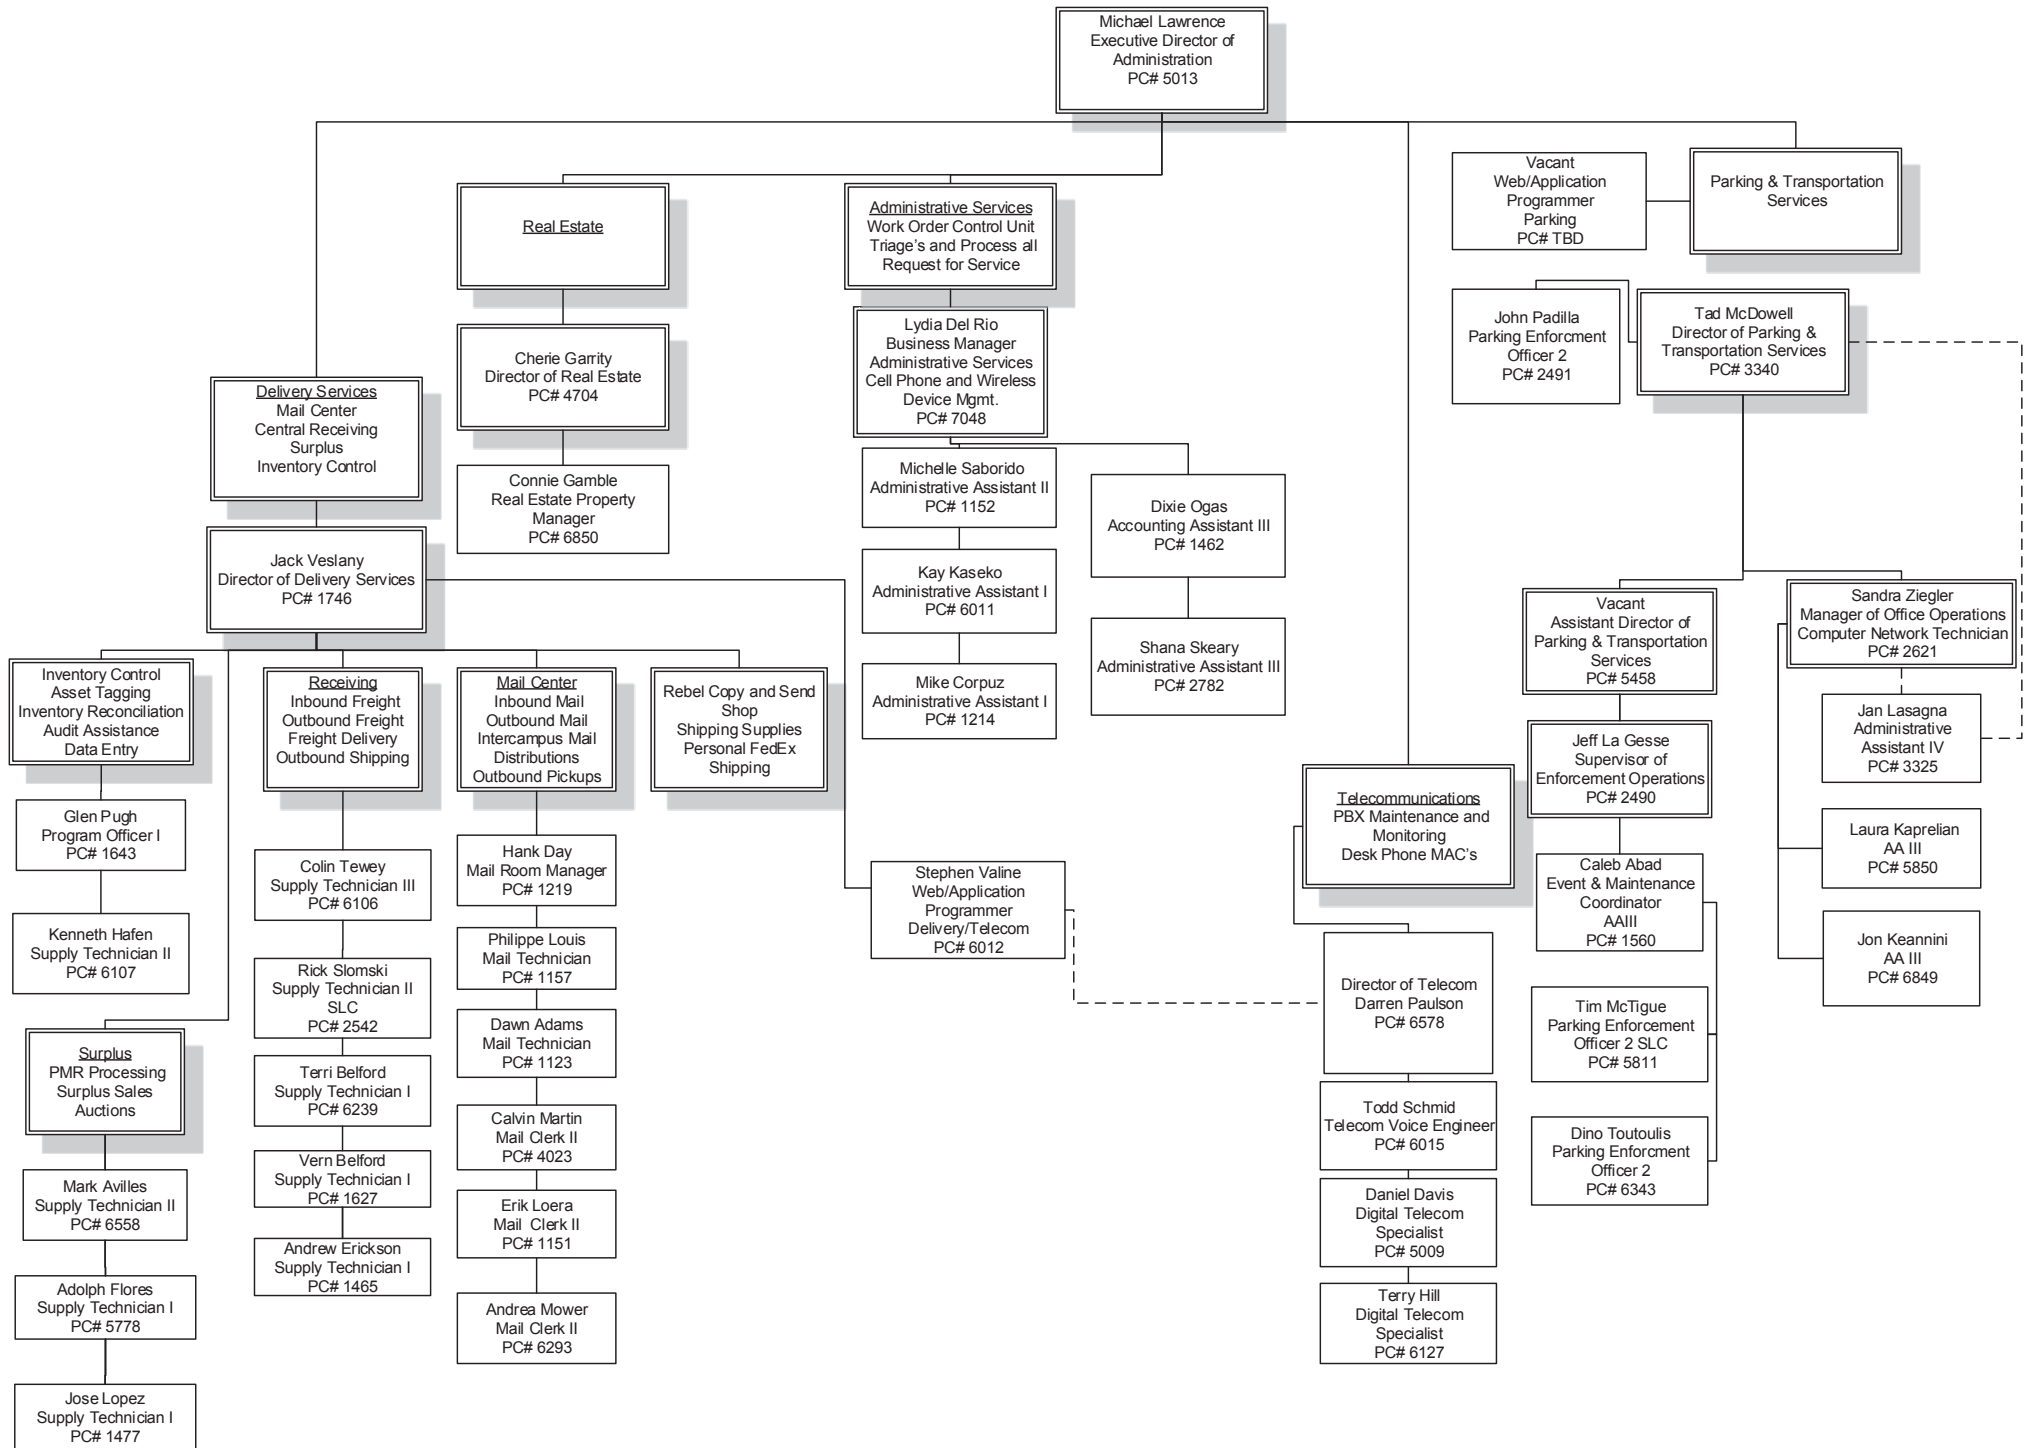 Michael Lawrence
Executive Director of
Administration
PC# 5013
Vacant
Web/Application
Programmer
Parking
PC# TBD
Parking & Transportation
Services
Real Estate
Administrative Services
Work Order Control Unit
Triage's and Process all
Request for Service
John Padilla
Parking Enforcment
Officer 2
PC# 2491
Tad McDowell
Director of Parking &
Transportation Services
PC# 3340
Cherie Garrity
Director of Real Estate
PC# 4704
Lydia Del Rio
Business Manager
Administrative Services
Cell Phone and Wireless
Device Mgmt.
PC# 7048
Delivery Services
Mail Center
Central Receiving
Surplus
Inventory Control
Connie Gamble
Real Estate Property
Manager
PC# 6850
Michelle Saborido
Administrative Assistant II
PC# 1152
Dixie Ogas
Accounting Assistant III
PC# 1462
Jack Veslany
Director of Delivery Services
PC# 1746
Kay Kaseko
Administrative Assistant I
PC# 6011
Shana Skeary
Administrative Assistant III
PC# 2782
Mike Corpuz
Administrative Assistant I
PC# 1214
Vacant
Assistant Director of
Parking & Transportation
Services
PC# 5458
Sandra Ziegler
Manager of Office Operations
Computer Network Technician
PC# 2621
Jan Lasagna
Administrative
Assistant IV
PC# 3325
Inventory Control
Asset Tagging
Inventory Reconciliation
Audit Assistance
Data Entry
Receiving
Inbound Freight
Outbound Freight
Freight Delivery
Outbound Shipping
Mail Center
Inbound Mail
Outbound Mail
Intercampus Mail
Distributions
Outbound Pickups
Rebel Copy and Send
Shop
Shipping Supplies
Personal FedEx
Shipping
Jeff La Gesse
Supervisor of
Enforcement Operations
PC# 2490
Telecommunications
PBX Maintenance and
Monitoring
Desk Phone MAC's
Laura Kaprelian
AA III
PC# 5850
Glen Pugh
Program Officer I
PC# 1643
Colin Tewey
Supply Technician III
PC# 6106
Hank Day
Mail Room Manager
PC# 1219
Stephen Valine
Web/Application
Programmer
Delivery/Telecom
PC# 6012
Caleb Abad
Event & Maintenance
Coordinator
AAIII
PC# 1560
Jon Keannini
AA III
PC# 6849
Kenneth Hafen
Supply Technician II
PC# 6107
Rick Slomski
Supply Technician II
SLC
PC# 2542
Philippe Louis
Mail Technician
PC# 1157
Director of Telecom
Darren Paulson
PC# 6578
Tim McTigue
Parking Enforcement
Officer 2 SLC
PC# 5811
Surplus
PMR Processing
Surplus Sales
Auctions
Terri Belford
Supply Technician I
PC# 6239
Dawn Adams
Mail Technician
PC# 1123
Todd Schmid
Telecom Voice Engineer
PC# 6015
Dino Toutoulis
Parking Enforcment
Officer 2
PC# 6343
Mark Avilles
Supply Technician II
PC# 6558
Vern Belford
Supply Technician I
PC# 1627
Calvin Martin
Mail Clerk II
PC# 4023
Daniel Davis
Digital Telecom
Specialist
PC# 5009
Adolph Flores
Supply Technician I
PC# 5778
Andrew Erickson
Supply Technician I
PC# 1465
Erik Loera
Mail Clerk II
PC# 1151
Terry Hill
Digital Telecom
Specialist
PC# 6127
Andrea Mower
Mail Clerk II
PC# 6293
Jose Lopez
Supply Technician I
PC# 1477